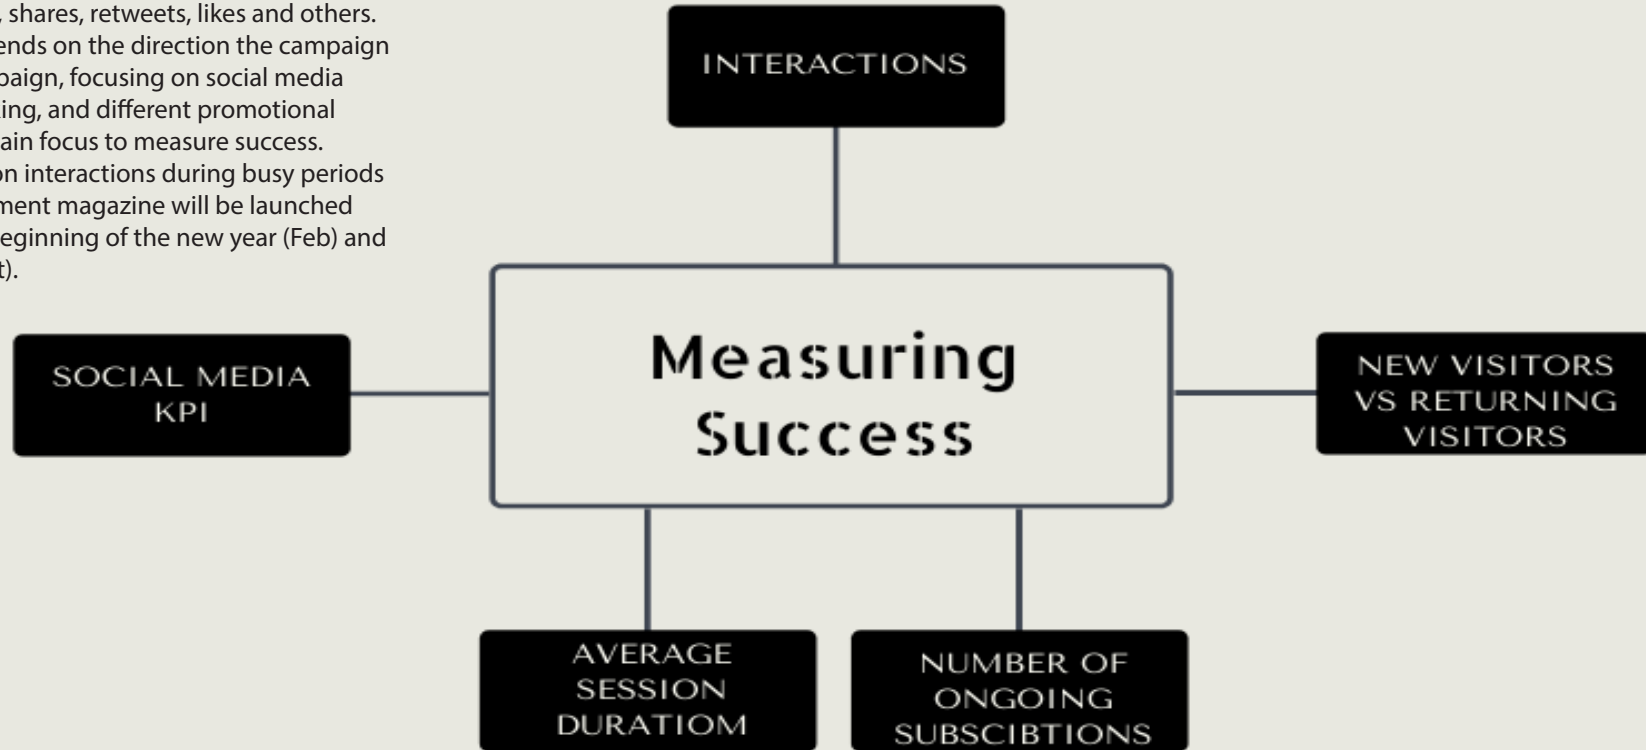 , shares, retweets, likes and others.
ends on the direction the campaign
paign, focusing on social media
ing, and different promotional
ain focus to measure success.
on interactions during busy periods
ment magazine will be launched
eginning of the new year (Feb) and
t).
INTERACTIONS
SOCIAL MEDIA
KPI
Measuring
Success
NEW VISITORS
VS RETURNING
VISITORS
AVERAGE
SESSION
DURATIOM
NUMBER OF
ONGOING
SUBSCIBTIONS